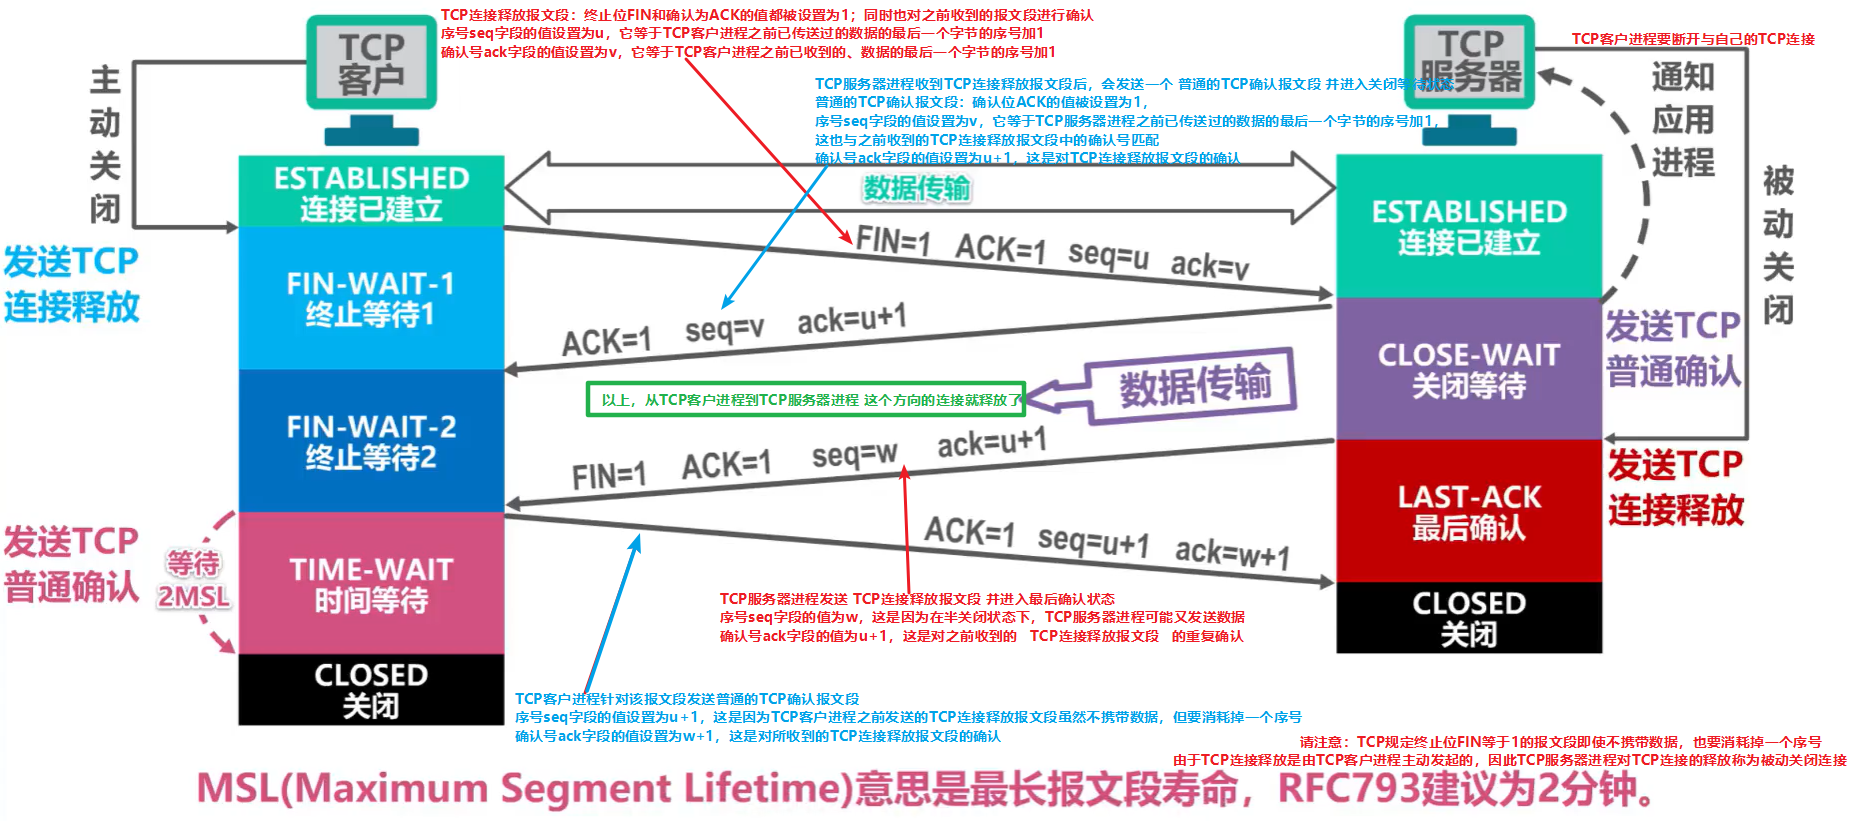 TCP连接释放报文段：终止位FIN和确认为ACK的值都被设置为1；同时也对之前收到的报文段进行确认
序号seq字段的值设置为u，它等于TCP客户进程之前已传送过的数据的最后一个字节的序号加1
确认号ack字段的值设置为v，它等于TCP客户进程之前已收到的、数据的最后一个字节的序号加1
TCP
客户
主动关闭
TCP
服务器
TCP客户进程要断开与自己的TCP连接
通知
应用
进程
被动关闭
TCP服务器进程收到TCP连接释放报文段后，会发送一个 普通的TCP确认报文段 并进入关闭等待状态
普通的TCP确认报文段：确认位ACK的值被设置为1，
序号seq字段的值设置为v，它等于TCP服务器进程之前已传送过的数据的最后一个字节的序号加1，
这也与之前收到的TCP连接释放报文段中的确认号匹配
确认号ack字段的值设置为u+1，这是对TCP连接释放报文段的确认
ESTABLISHED
连接已建立
数据传输
ESTABLISHED
连接已建立
发送TCP
连接释放
FIN=1 ACK=1 seq=u ack=v
FIN-WAIT-1
终止等待1
ACK=1 seq=v ack=u+1
发送TCP
普通确认
CLOSE-WAIT
关闭等待
数据传输
以上，从TCP客户进程到TCP服务器进程 这个方向的连接就释放了
FIN-WAIT-2
终止等待2
FIN=1 ACK=1 seq=w ack=u+1
发送TCP
连接释放
LAST-ACK
最后确认
发送TCP
普通确认
等待
2MSL
TIME-WAIT
时间等待
ACK=1 seq=u+1 ack=w+1
CLOSED
关闭
TCP服务器进程发送 TCP连接释放报文段 并进入最后确认状态
序号seq字段的值为w，这是因为在半关闭状态下，TCP服务器进程可能又发送数据
确认号ack字段的值为u+1，这是对之前收到的 TCP连接释放报文段 的重复确认
CLOSED
关闭
TCP客户进程针对该报文段发送普通的TCP确认报文段
序号seq字段的值设置为u+1，这是因为TCP客户进程之前发送的TCP连接释放报文段虽然不携带数据，但要消耗掉一个序号
确认号ack字段的值设置为w+1，这是对所收到的TCP连接释放报文段的确认
请注意：TCP规定终止位FIN等于1的报文段即使不携带数据，也要消耗掉一个序号
由于TCP连接释放是由TCP客户进程主动发起的，因此TCP服务器进程对TCP连接的释放称为被动关闭连接
MSL(Maximum Segment Lifetime)意思是最长报文段寿命，RFC793建议为2分钟。